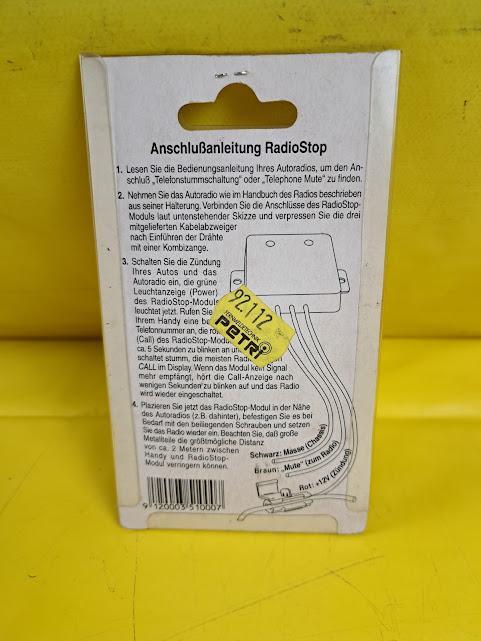 Anschlußanleitung RadioStop
1. Lesen Sie die Bedienungsanleitung Ihres Autoradios, um den An-
schluß „Telefonstummschaltung" oder „Telephone Mute" zu finden.
2. Nehmen Sie das Autoradio wie im Handbuch des Radios beschrieben
aus seiner Halterung. Verbinden Sie die Anschlüsse des RadioStop-
Moduls laut untenstehender Skizze und verpressen Sie die drei
mitgelieferten Kabelabzweiger
nach Einführen der Drähte
mit einer Kombizange.
3. Schalten Sie die Zündung
Ihres Autos und das
Autoradio ein, die grüne
Leuchtanzeige (Power)
des RadioStop-Moduls
leuchtet jetzt. Rufen Sie
Ihrem Handy eine
Telefonnummer an, die
(Call) des RadioStop-
ca. 5 Sekunden zu blinken an
schaltet stumm, die meisten Radios
CALL im Display. Wenn das Modul kein Signal
mehr empfängt, hört die Call-Anzeige nach
wenigen Sekunden zu blinken auf und das Radio
wird wieder eingeschaltet.
4. Plazieren Sie jetzt das RadioStop-Modul in der Nähe
des Autoradios (z.B. dahinter), befestigen Sie es bei
Bedarf mit den beiliegenden Schrauben und setzen
Sie das Radio wieder ein. Beachten Sie, daß große
Metallteile die größtmögliche Distanz
von ca. 2 Metern zwischen
Handy und RadioStop-
Modul verringern können.
92112
FERNMELDETECHNIK
PETRI
Schwarz: Masse (Chassis)
Braun: „Mute" (zum Radio)
Rot: +12V (Zündung)
9 120003 510007